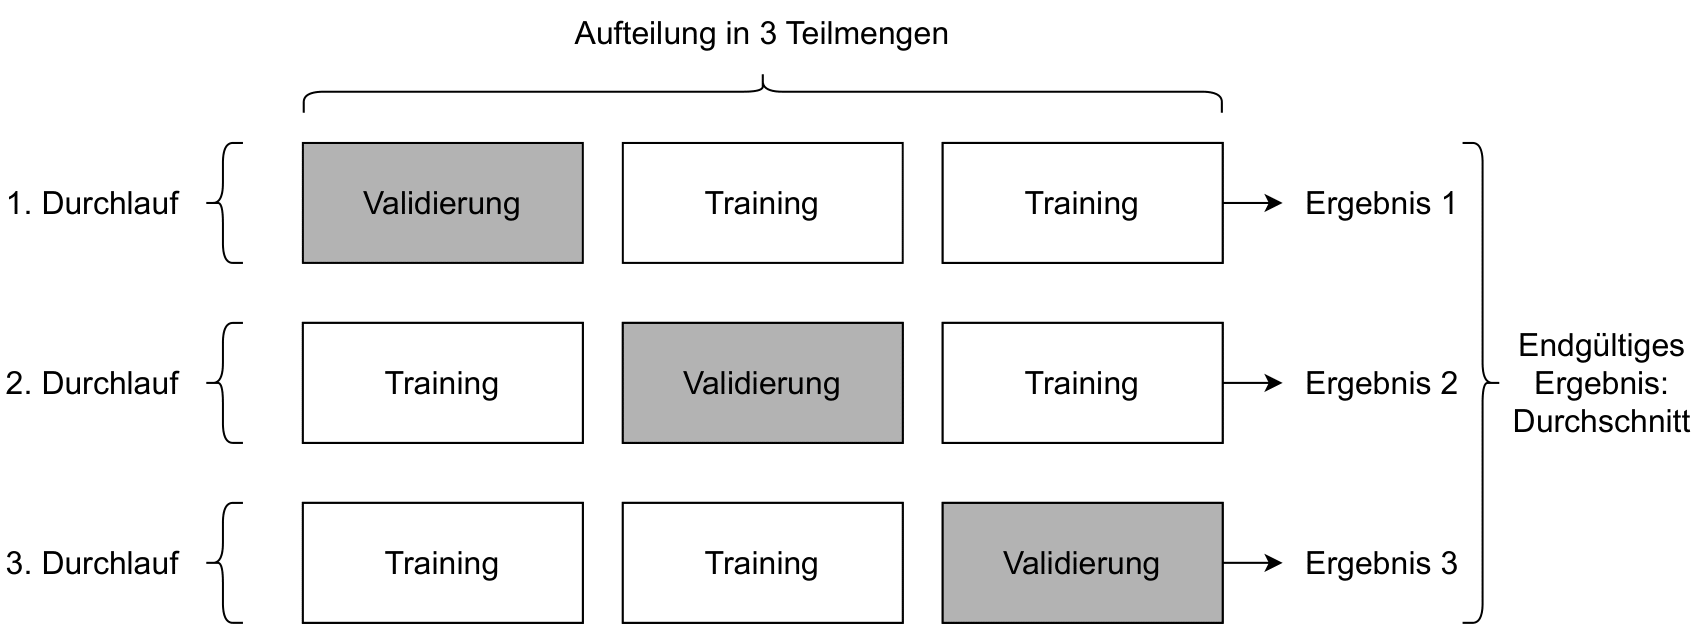 Aufteilung in 3 Teilmengen
1. Durchlauf
Validierung
Training
Training
Ergebnis 1
2. Durchlauf
Training
Validierung
Training
Ergebnis 2
3. Durchlauf
Training
Training
Validierung
Ergebnis 3
Endgültiges
Ergebnis:
Durchschnitt